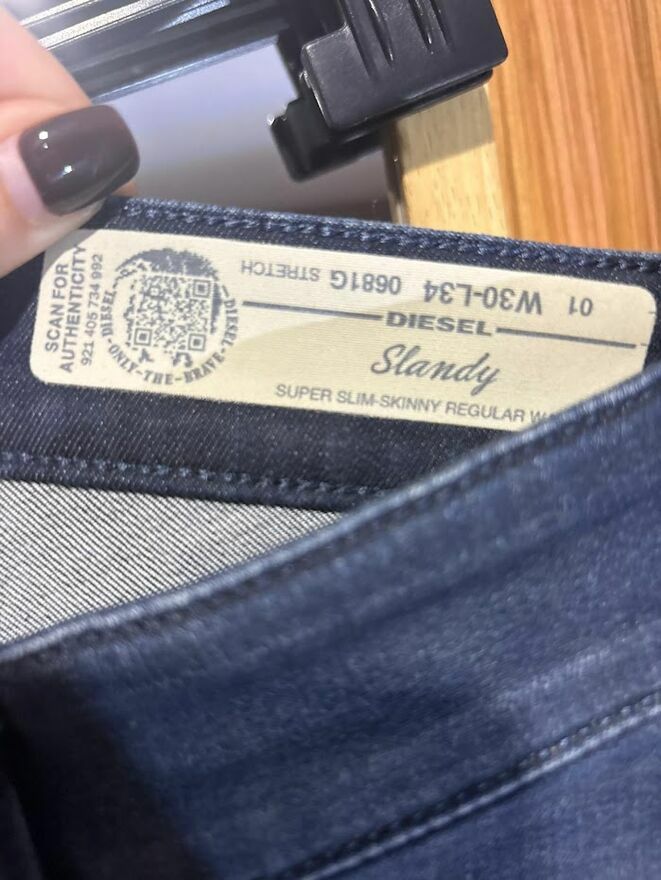 SCAN FOR
AUTHENTICITY
921 405 734 992
DIESEL
DIESEL
ONLY-THE-BRAVE
01 W30-L34 0681G STRETCH
DIESEL
Slandy
SUPER SLIM-SKINNY REGULAR